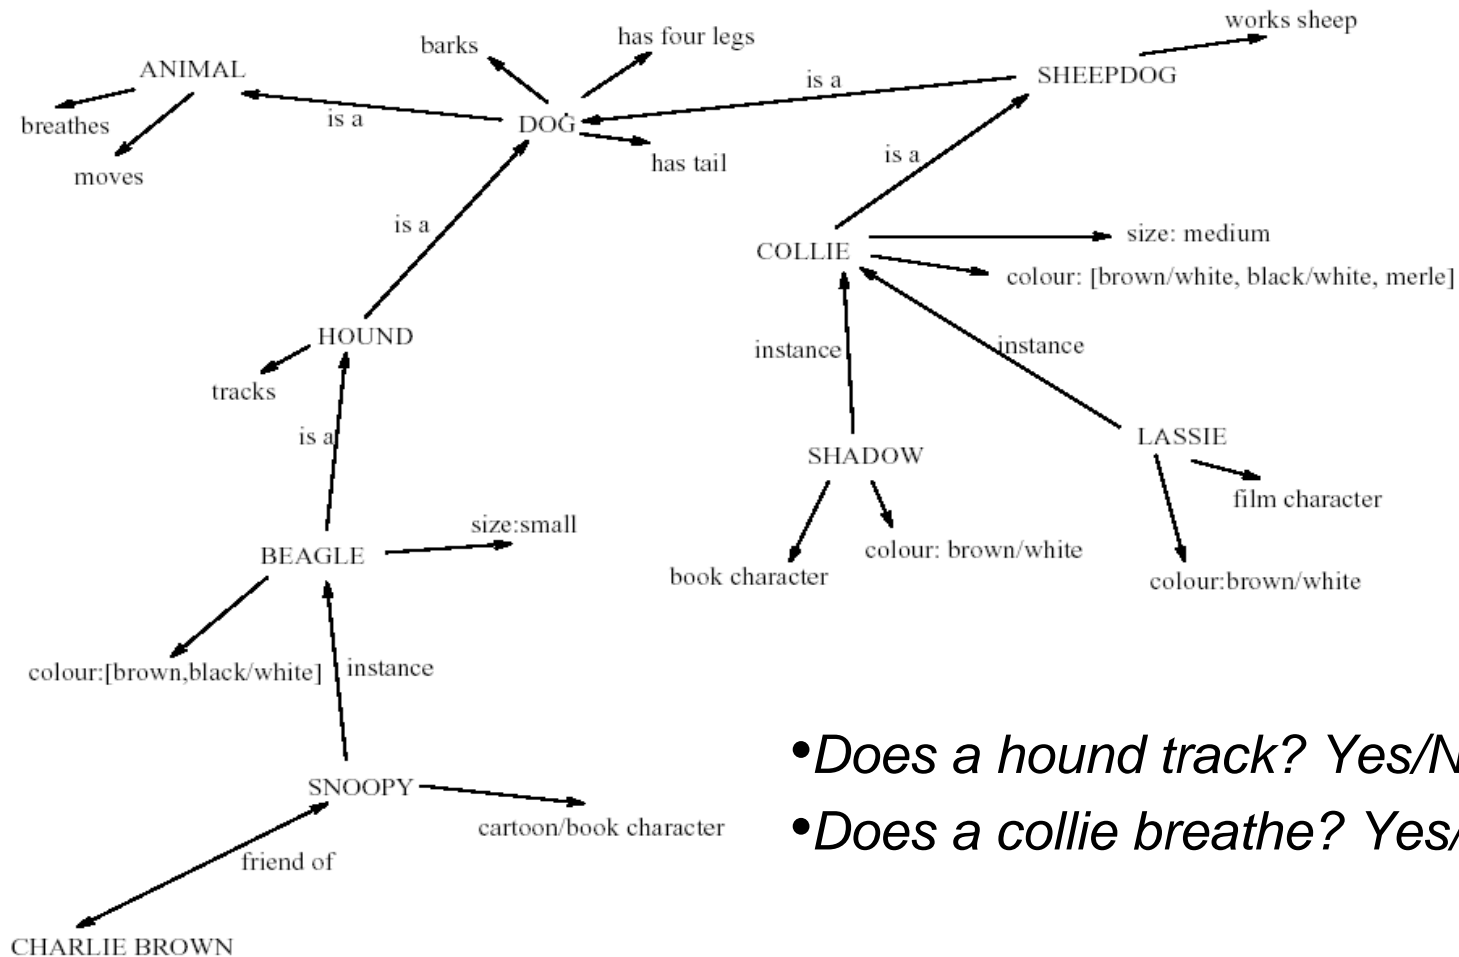 works sheep
barks
has four legs
ANIMAL
is a
SHEEPDOG
breathes
is a
DOG
moves
has tail
is a
is a
COLLIE
size: medium
colour: [brown/white, black/white, merle]
HOUND
instance
instance
tracks
is a
SHADOW
LASSIE
film character
size:small
BEAGLE
colour: brown/white
book character
colour:brown/white
colour:[brown,black/white]
instance
•Does a hound track? Yes/N
SNOOPY
cartoon/book character
•Does a collie breathe? Yes/
friend of
CHARLIE BROWN